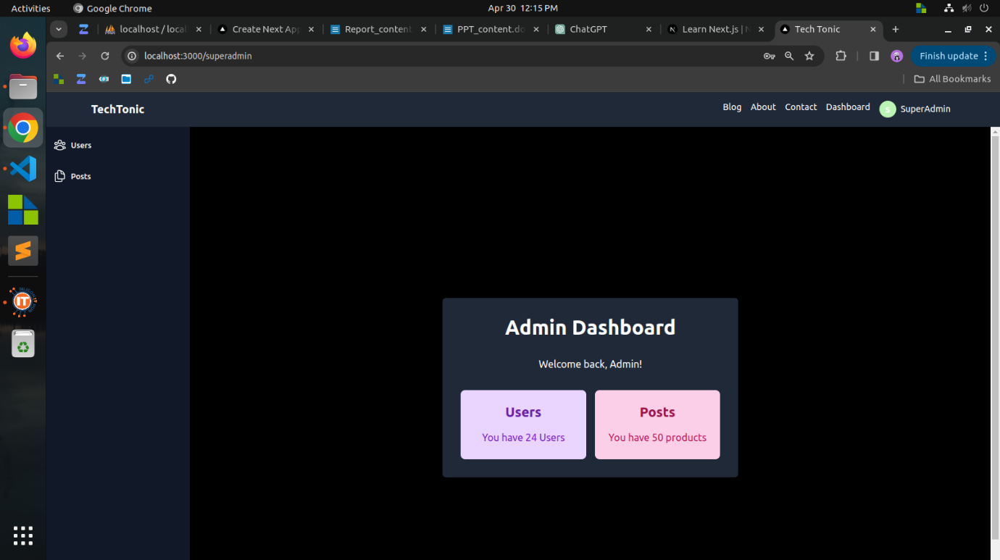 Activities Google Chrome Apr 30 12:15 PM
localhost / local Create Next App Report_content PPT_content.do ChatGPT Learn Next.js | N Tech Tonic
localhost:3000/superadmin Finish update
All Bookmarks
TechTonic Blog About Contact Dashboard S SuperAdmin
Users
Posts
Admin Dashboard
Welcome back, Admin!
Users Posts
You have 24 Users You have 50 products
IT